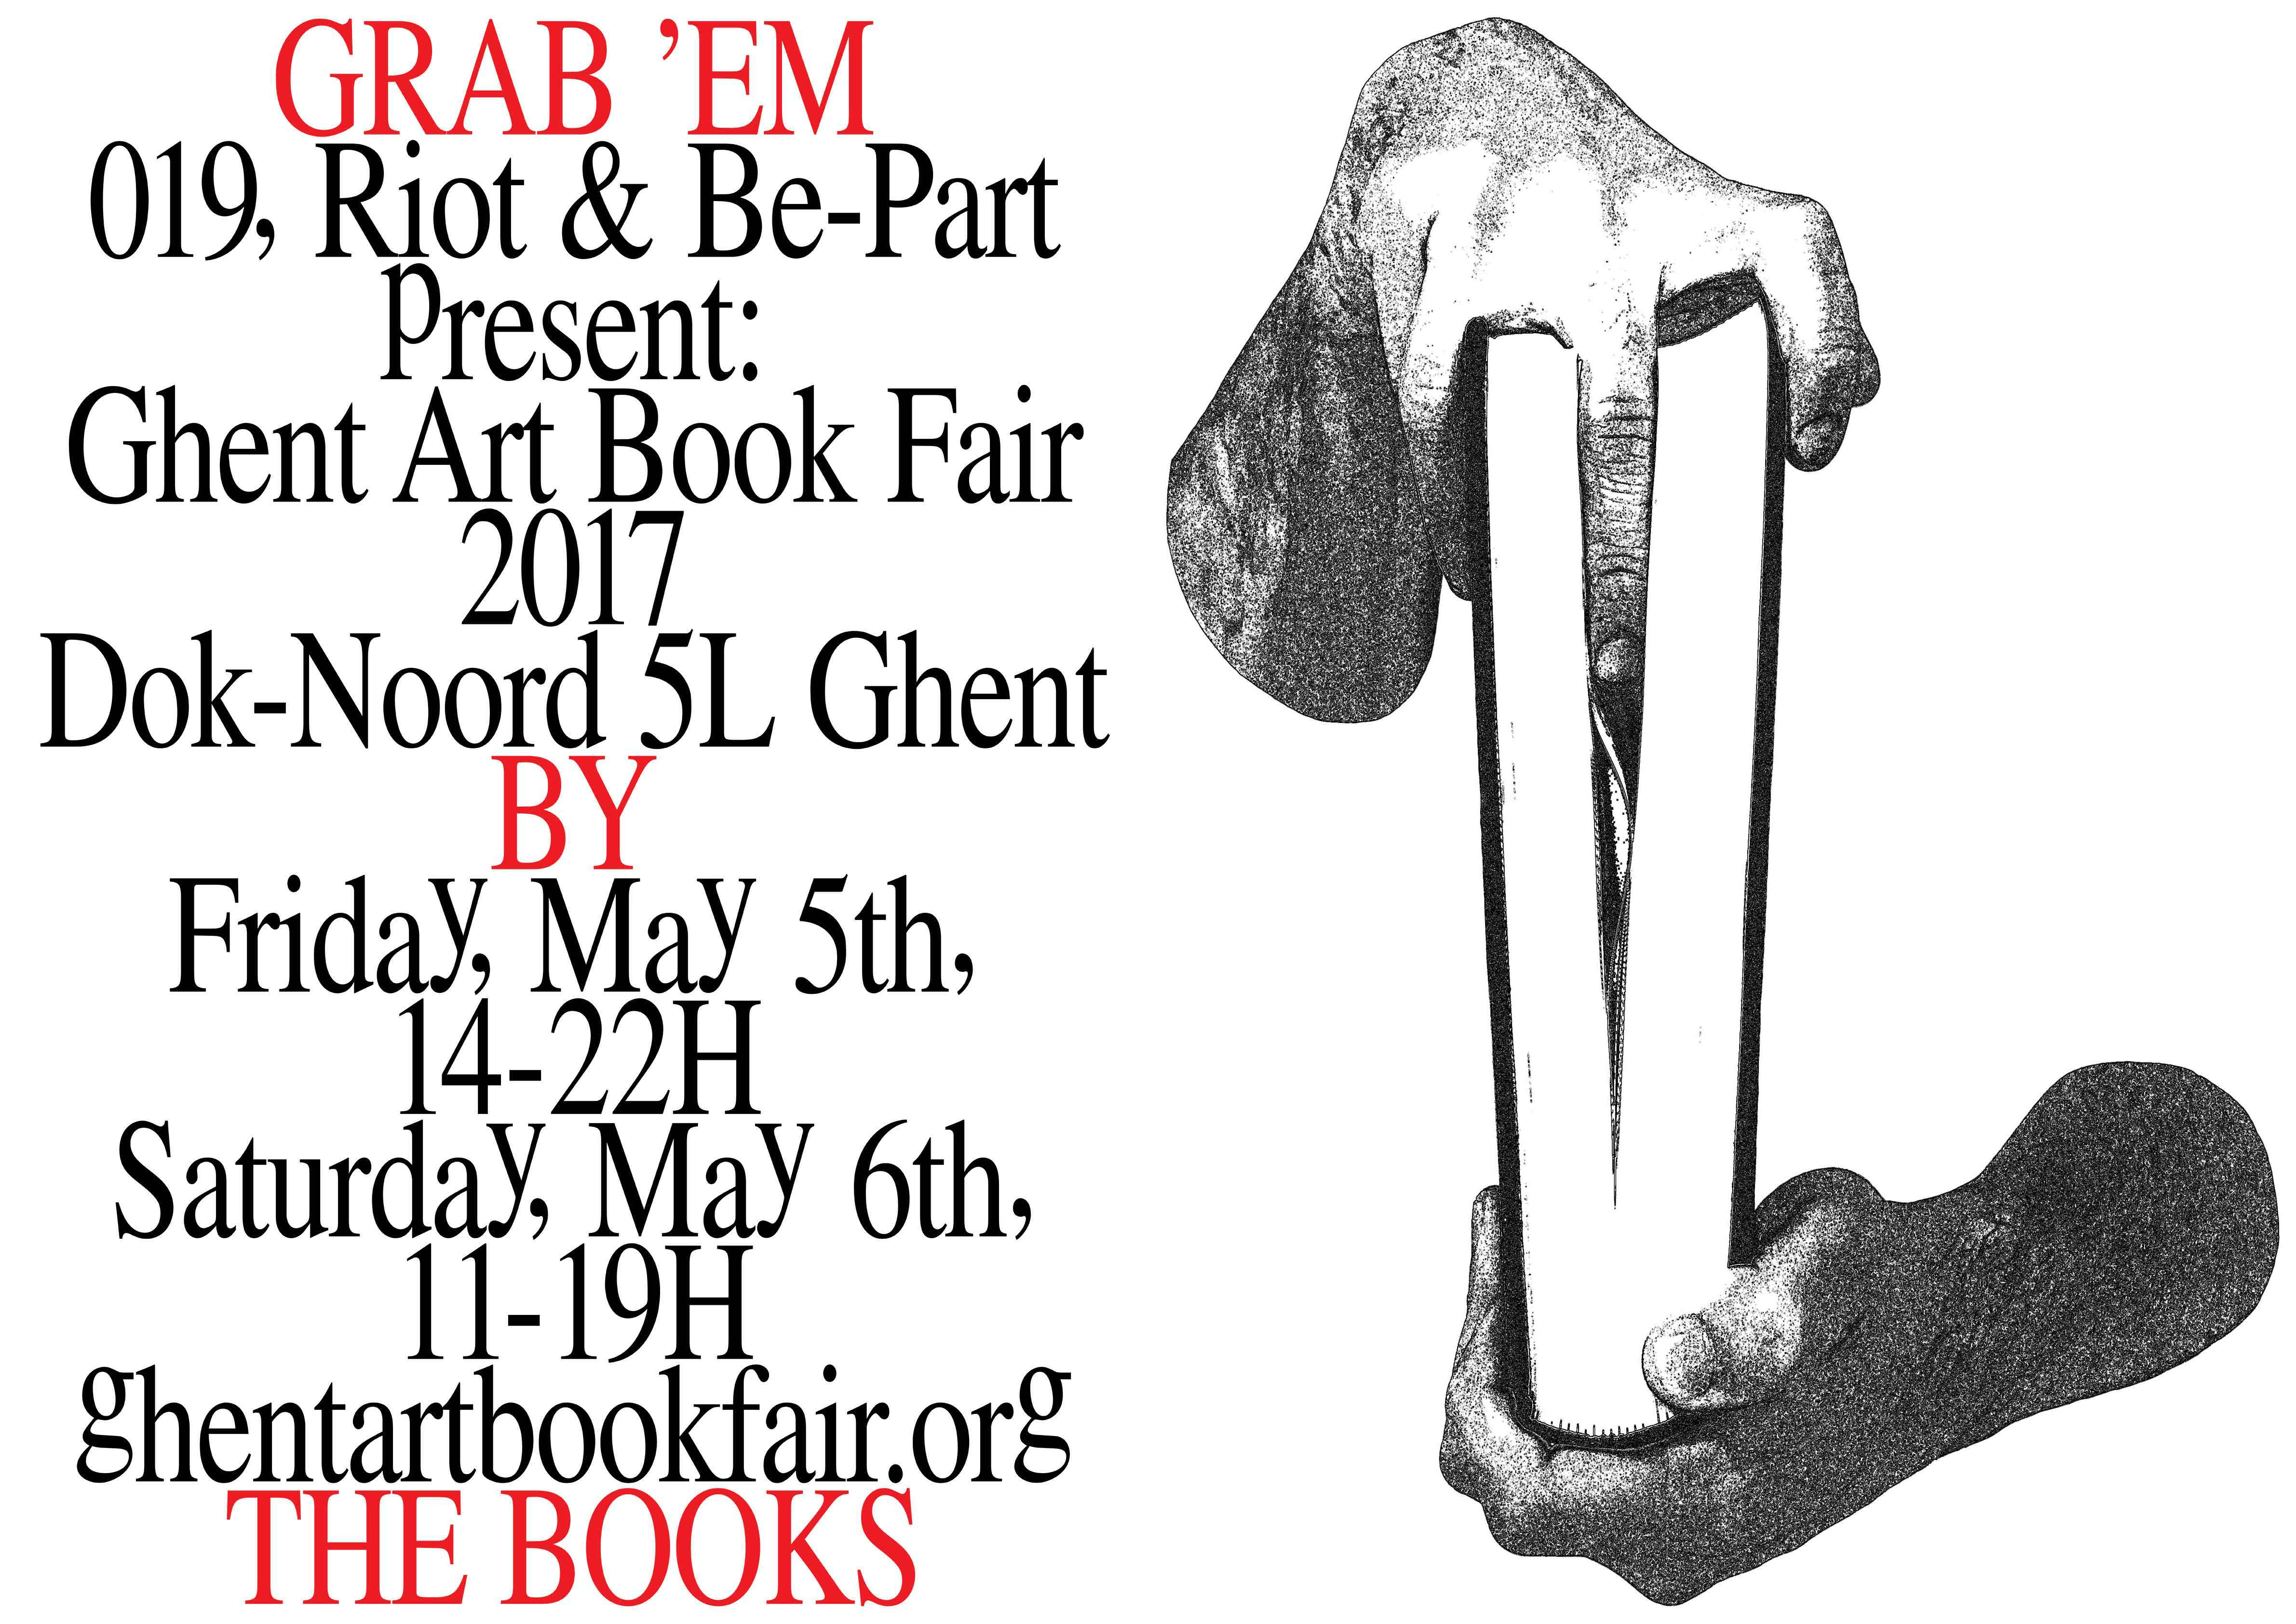 GRAB ’EM
019, Riot & Be-Part
present:
Ghent Art Book Fair
2017
Dok-Noord 5L Ghent
BY
Friday, May 5th,
14-22H
Saturday, May 6th,
11-19H
ghentartbookfair.org
THE BOOKS